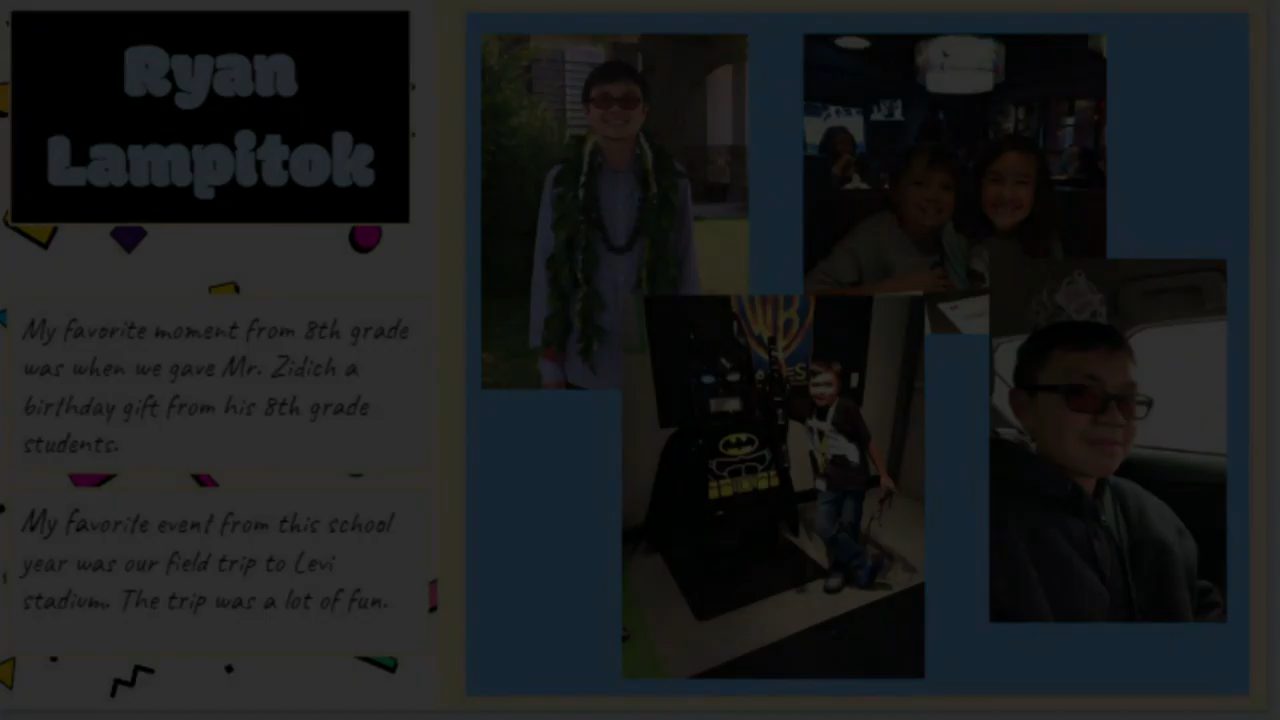 Ryan
Lampitok
My favorite moment from 8th grade
was when we gave Mr. Zidich a
birthday gift from his 8th grade
students.
My favorite event from this school
year was our field trip to Levi
stadium. The trip was a lot of fun.
WB